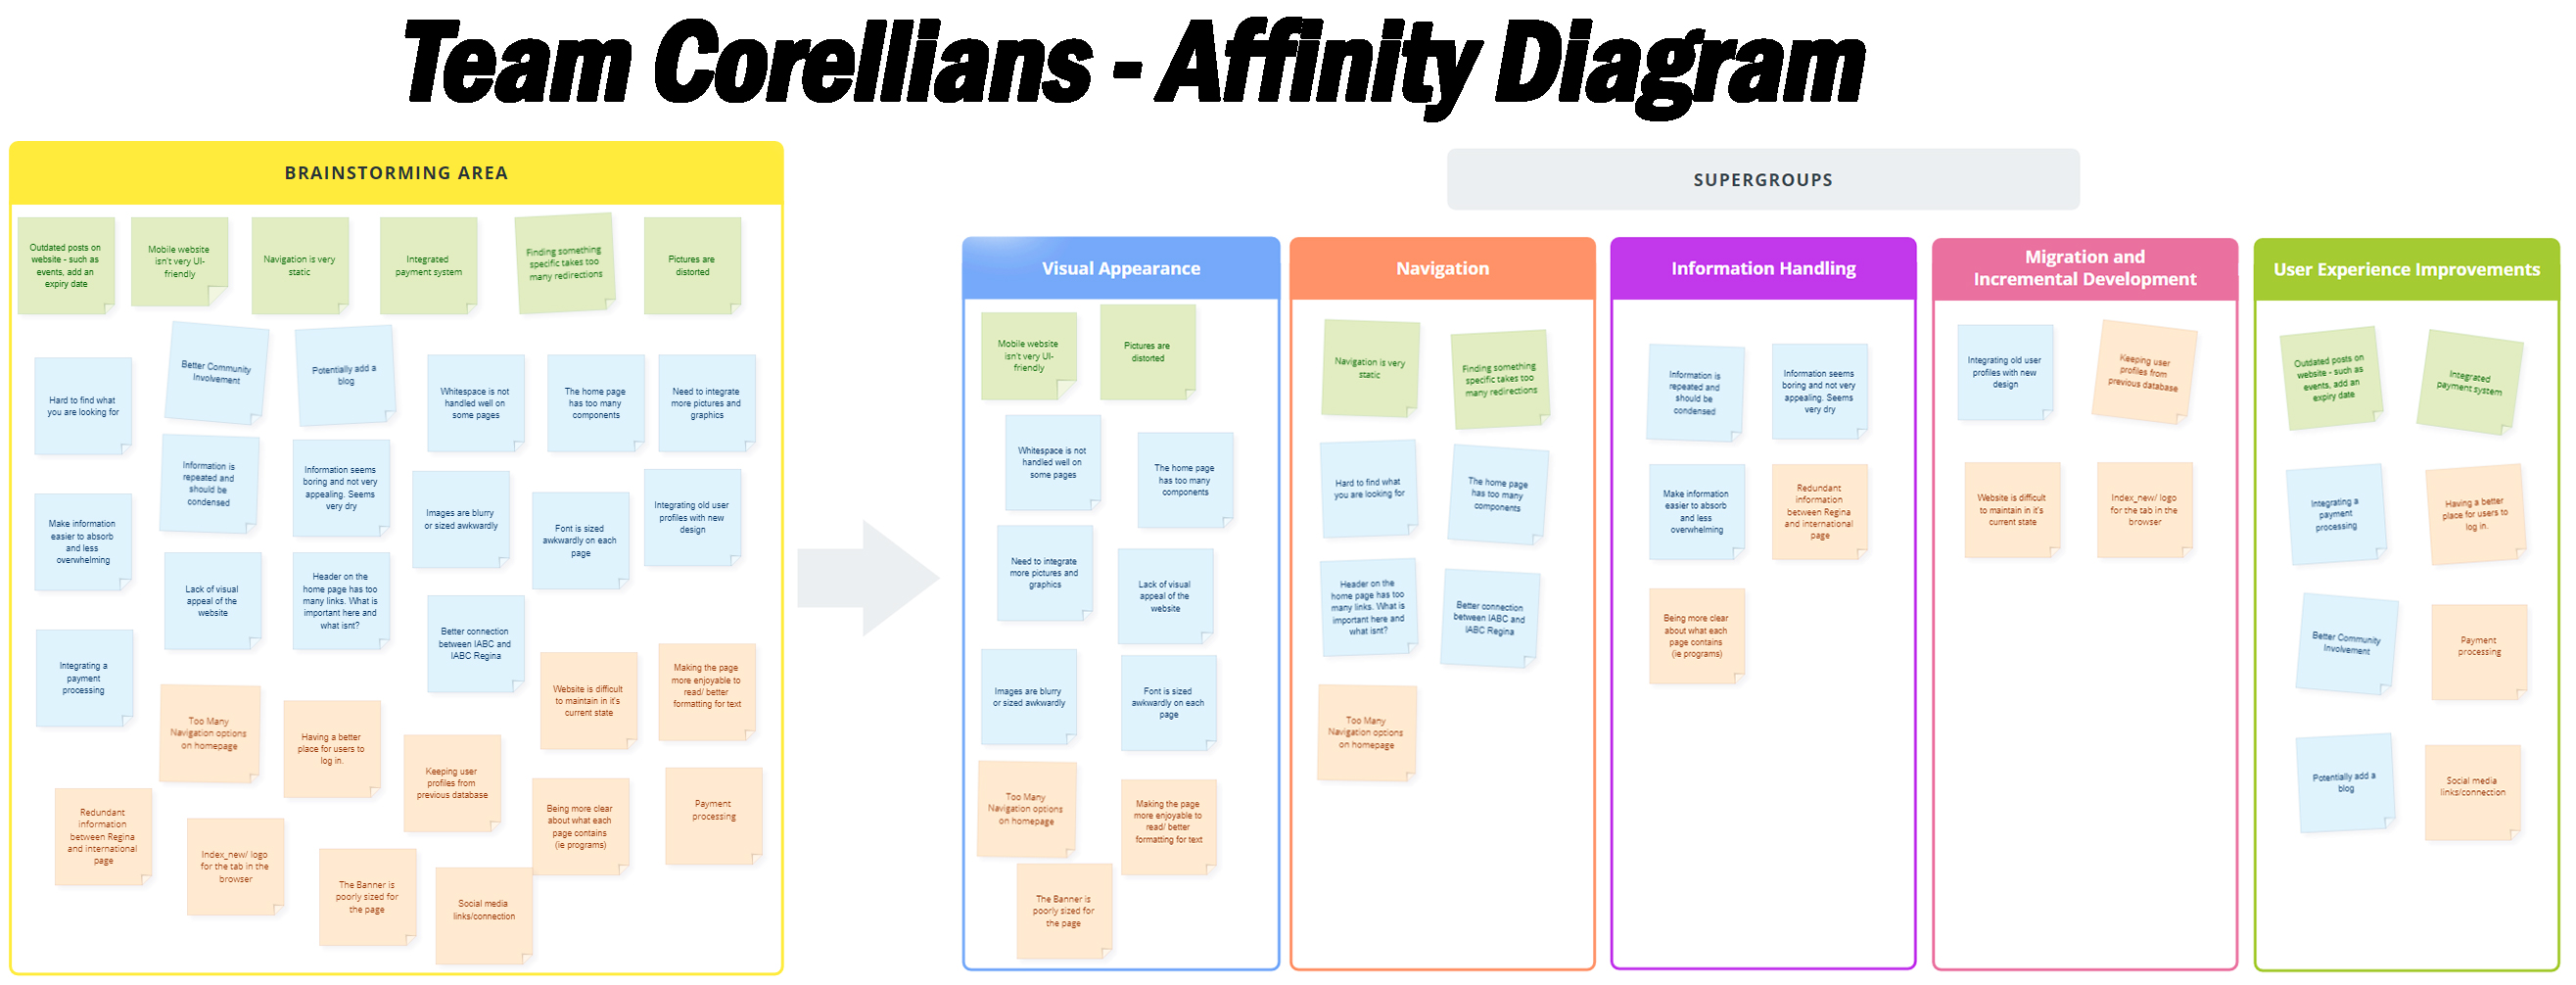 Team Corellians - Affinity Diagram
BRAINSTORMING AREA
Outdated posts on
website - such as
events, add an
expiry date
Mobile website
isn't very UI-
friendly
Navigation is very
static
Integrated
payment system
Finding something
specific takes too
many redirections
Pictures are
distorted
Hard to find what
you are looking for
Better Community
Involvement
Potentially add a
blog
Whitespace is not
handled well on
some pages
The home page
has too many
components
Need to integrate
more pictures and
graphics
Make information
easier to absorb
and less
overwhelming
Information is
repeated and
should be
condensed
Information seems
boring and not very
appealing. Seems
very dry
Images are blurry
or sized awkwardly
Font is sized
awkwardly on each
page
Integrating old user
profiles with new
design
Lack of visual
appeal of the
website
Header on the
home page has too
many links. What is
important here and
what isnt?
Better connection
between IABC and
IABC Regina
Integrating a
payment
processing
Too Many
Navigation options
on homepage
Having a better
place for users to
log in.
Keeping user
profiles from
previous database
Website is difficult
to maintain in it's
current state
Making the page
more enjoyable to
read/ better
formatting for text
Redundant
information
between Regina
and international
page
Index_new/ logo
for the tab in the
browser
The Banner is
poorly sized for
the page
Social media
links/connection
Being more clear
about what each
page contains
(ie programs)
Payment
processing
SUPERGROUPS
Visual Appearance
Mobile website
isn't very UI-
friendly
Pictures are
distorted
Whitespace is not
handled well on
some pages
The home page
has too many
components
Need to integrate
more pictures and
graphics
Lack of visual
appeal of the
website
Images are blurry
or sized awkwardly
Font is sized
awkwardly on each
page
Too Many
Navigation options
on homepage
Making the page
more enjoyable to
read/ better
formatting for text
The Banner is
poorly sized for
the page
Navigation
Navigation is very
static
Finding something
specific takes too
many redirections
Hard to find what
you are looking for
The home page
has too many
components
Header on the
home page has too
many links. What is
important here and
what isnt?
Better connection
between IABC and
IABC Regina
Too Many
Navigation options
on homepage
Information Handling
Information is
repeated and
should be
condensed
Information seems
boring and not very
appealing. Seems
very dry
Make information
easier to absorb
and less
overwhelming
Redundant
information
between Regina
and international
page
Being more clear
about what each
page contains
(ie programs)
Migration and
Incremental Development
Integrating old user
profiles with new
design
Keeping user
profiles from
previous database
Website is difficult
to maintain in it's
current state
Index_new/ logo
for the tab in the
browser
User Experience Improvements
Outdated posts on
website - such as
events, add an
expiry date
Integrated
payment system
Integrating a
payment
processing
Having a better
place for users to
log in.
Better Community
Involvement
Payment
processing
Potentially add a
blog
Social media
links/connection